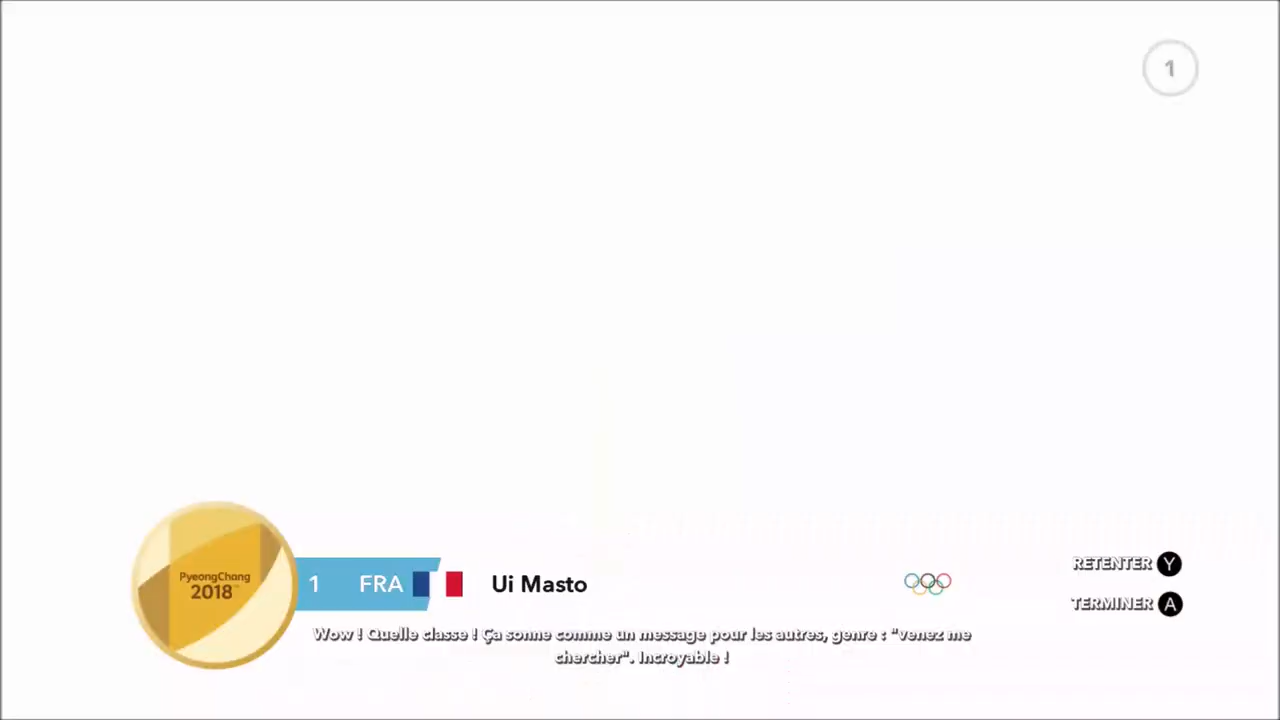 1
PyeongChang
2018
1 FRA Ui Masto
RETENTER Y
TERMINER A
Wow ! Quelle classe ! Ça sonne comme un message pour les autres, genre : "venez me
chercher". Incroyable !